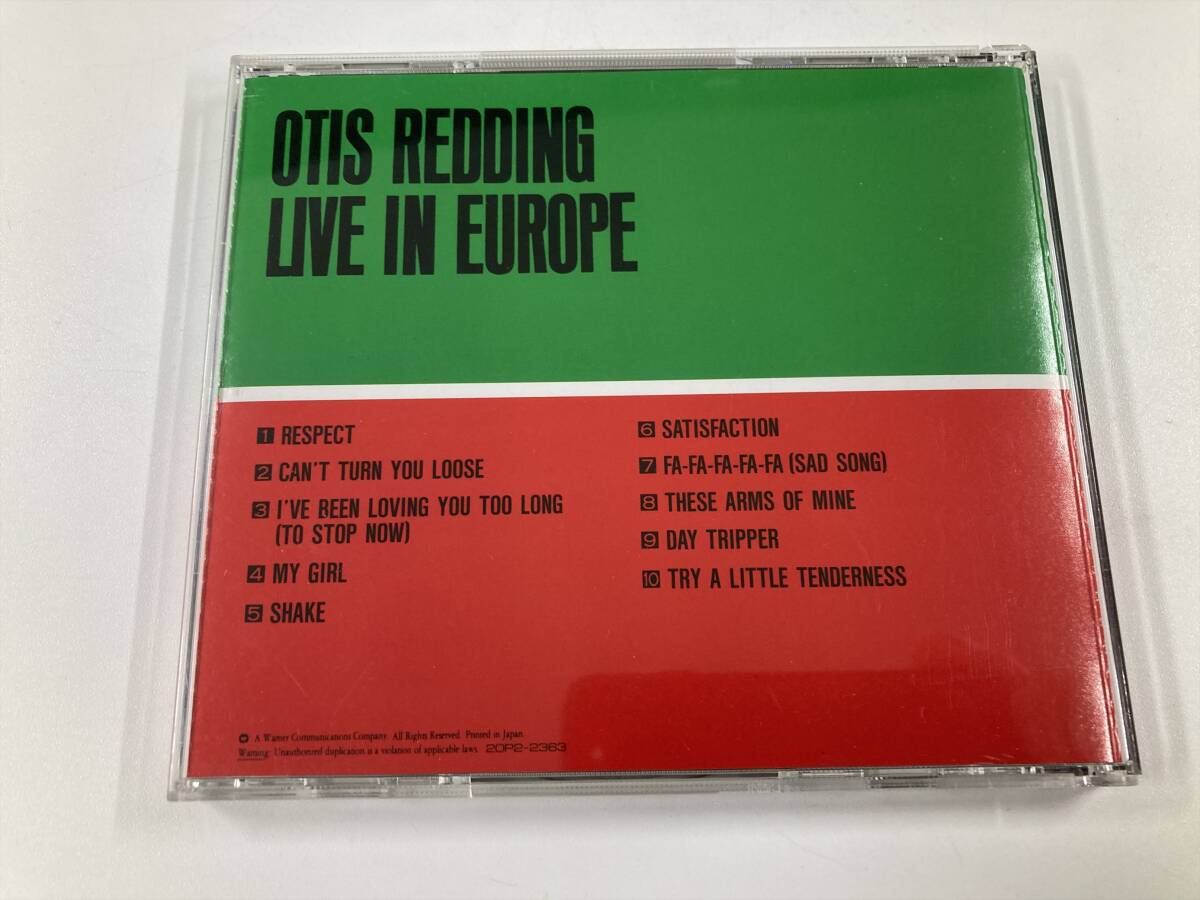 OTIS REDDING
LIVE IN EUROPE
1 RESPECT
2 CAN'T TURN YOU LOOSE
3 I'VE BEEN LOVING YOU TOO LONG
(TO STOP NOW)
4 MY GIRL
5 SHAKE
6 SATISFACTION
7 FA-FA-FA-FA-FA (SAD SONG)
8 THESE ARMS OF MINE
9 DAY TRIPPER
10 TRY A LITTLE TENDERNESS
A Warner Communications Company. All Rights Reserved. Printed in Japan
Warning: Unauthorized duplication is a violation of applicable laws. 20P2-2363